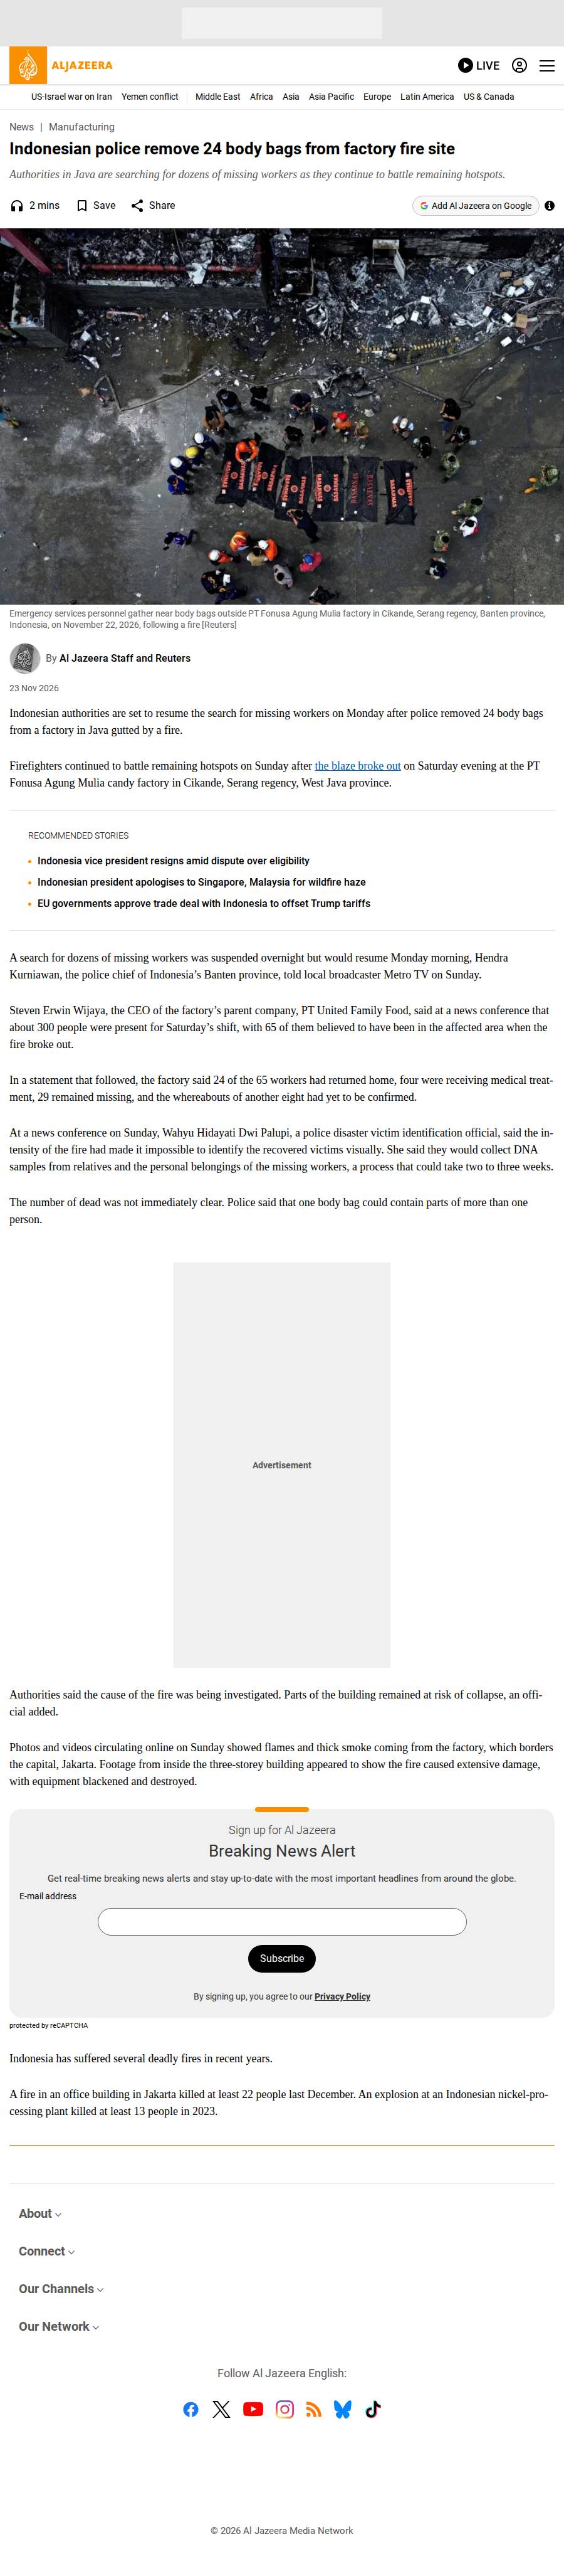 ALJAZEERA
LIVE
US-Israel war on Iran Yemen conflict Middle East Africa Asia Asia Pacific Europe Latin America US & Canada
News | Manufacturing
Indonesian police remove 24 body bags from factory fire site
Authorities in Java are searching for dozens of missing workers as they continue to battle remaining hotspots.
2 mins Save Share Add Al Jazeera on Google
Emergency services personnel gather near body bags outside PT Fonusa Agung Mulia factory in Cikande, Serang regency, Banten province,
Indonesia, on November 22, 2026, following a fire [Reuters]
By Al Jazeera Staff and Reuters
23 Nov 2026
Indonesian authorities are set to resume the search for missing workers on Monday after police removed 24 body bags
from a factory in Java gutted by a fire.
Firefighters continued to battle remaining hotspots on Sunday after the blaze broke out on Saturday evening at the PT
Fonusa Agung Mulia candy factory in Cikande, Serang regency, West Java province.
RECOMMENDED STORIES
Indonesia vice president resigns amid dispute over eligibility
Indonesian president apologises to Singapore, Malaysia for wildfire haze
EU governments approve trade deal with Indonesia to offset Trump tariffs
A search for dozens of missing workers was suspended overnight but would resume Monday morning, Hendra
Kurniawan, the police chief of Indonesia’s Banten province, told local broadcaster Metro TV on Sunday.
Steven Erwin Wijaya, the CEO of the factory’s parent company, PT United Family Food, said at a news conference that
about 300 people were present for Saturday’s shift, with 65 of them believed to have been in the affected area when the
fire broke out.
In a statement that followed, the factory said 24 of the 65 workers had returned home, four were receiving medical treat-
ment, 29 remained missing, and the whereabouts of another eight had yet to be confirmed.
At a news conference on Sunday, Wahyu Hidayati Dwi Palupi, a police disaster victim identification official, said the in-
tensity of the fire had made it impossible to identify the recovered victims visually. She said they would collect DNA
samples from relatives and the personal belongings of the missing workers, a process that could take two to three weeks.
The number of dead was not immediately clear. Police said that one body bag could contain parts of more than one
person.
Advertisement
Authorities said the cause of the fire was being investigated. Parts of the building remained at risk of collapse, an offi-
cial added.
Photos and videos circulating online on Sunday showed flames and thick smoke coming from the factory, which borders
the capital, Jakarta. Footage from inside the three-storey building appeared to show the fire caused extensive damage,
with equipment blackened and destroyed.
Sign up for Al Jazeera
Breaking News Alert
Get real-time breaking news alerts and stay up-to-date with the most important headlines from around the globe.
E-mail address
Subscribe
By signing up, you agree to our Privacy Policy
protected by reCAPTCHA
Indonesia has suffered several deadly fires in recent years.
A fire in an office building in Jakarta killed at least 22 people last December. An explosion at an Indonesian nickel-pro-
cessing plant killed at least 13 people in 2023.
About
Connect
Our Channels
Our Network
Follow Al Jazeera English:
© 2026 Al Jazeera Media Network